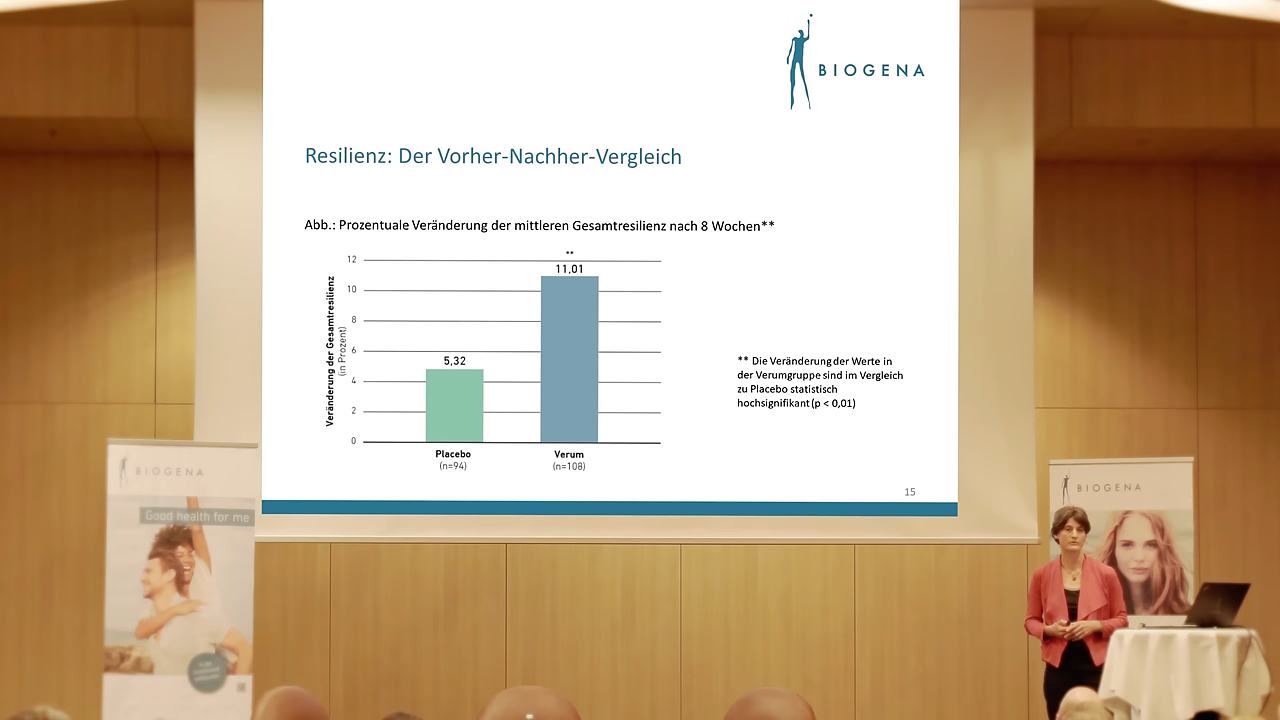 BIOGENA
Resilienz: Der Vorher-Nachher-Vergleich
Abb.: Prozentuale Veränderung der mittleren Gesamtresilienz nach 8 Wochen**
Veränderung der Gesamtresilienz
(in Prozent)
12
10
8
6
4
2
0
5,32
**
11,01
Placebo
(n=94)
Verum
(n=108)
** Die Veränderung der Werte in
der Verumgruppe sind im Vergleich
zu Placebo statistisch
hochsignifikant (p < 0,01)
15
BIOGENA
Good health for me
BIOGENA